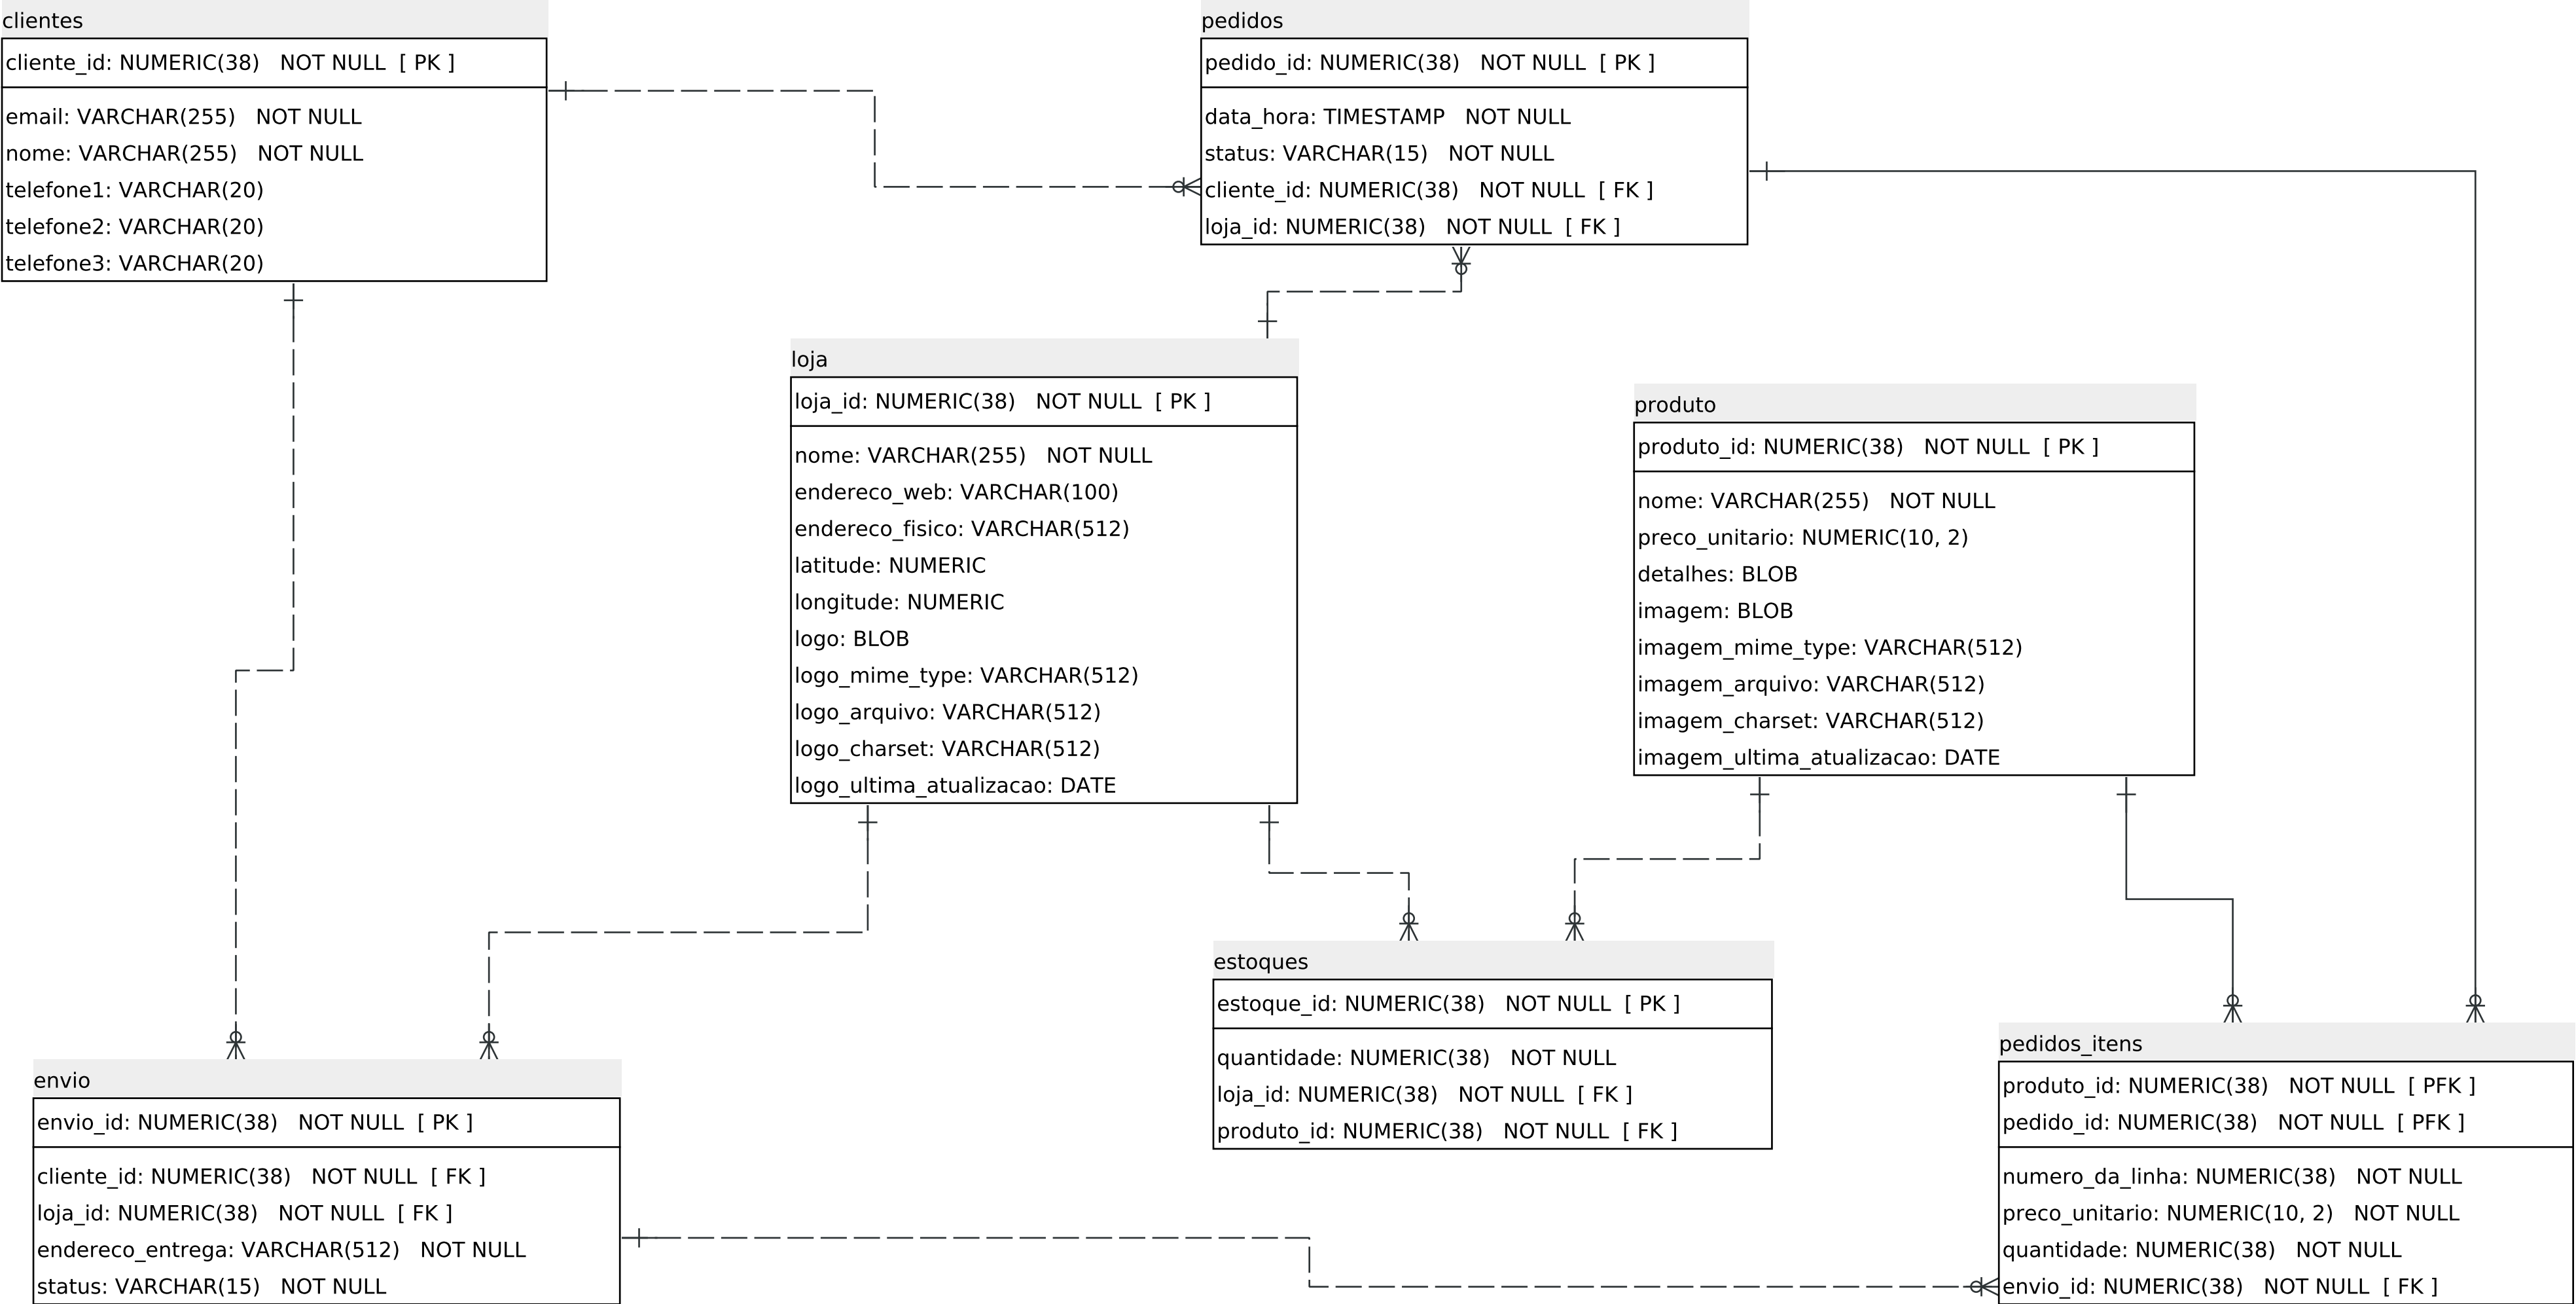 clientes
cliente_id: NUMERIC(38) NOT NULL [ PK ]
email: VARCHAR(255) NOT NULL
nome: VARCHAR(255) NOT NULL
telefone1: VARCHAR(20)
telefone2: VARCHAR(20)
telefone3: VARCHAR(20)
pedidos
pedido_id: NUMERIC(38) NOT NULL [ PK ]
data_hora: TIMESTAMP NOT NULL
status: VARCHAR(15) NOT NULL
cliente_id: NUMERIC(38) NOT NULL [ FK ]
loja_id: NUMERIC(38) NOT NULL [ FK ]
loja
loja_id: NUMERIC(38) NOT NULL [ PK ]
nome: VARCHAR(255) NOT NULL
endereco_web: VARCHAR(100)
endereco_fisico: VARCHAR(512)
latitude: NUMERIC
longitude: NUMERIC
logo: BLOB
logo_mime_type: VARCHAR(512)
logo_arquivo: VARCHAR(512)
logo_charset: VARCHAR(512)
logo_ultima_atualizacao: DATE
produto
produto_id: NUMERIC(38) NOT NULL [ PK ]
nome: VARCHAR(255) NOT NULL
preco_unitario: NUMERIC(10, 2)
detalhes: BLOB
imagem: BLOB
imagem_mime_type: VARCHAR(512)
imagem_arquivo: VARCHAR(512)
imagem_charset: VARCHAR(512)
imagem_ultima_atualizacao: DATE
estoques
estoque_id: NUMERIC(38) NOT NULL [ PK ]
quantidade: NUMERIC(38) NOT NULL
loja_id: NUMERIC(38) NOT NULL [ FK ]
produto_id: NUMERIC(38) NOT NULL [ FK ]
envio
envio_id: NUMERIC(38) NOT NULL [ PK ]
cliente_id: NUMERIC(38) NOT NULL [ FK ]
loja_id: NUMERIC(38) NOT NULL [ FK ]
endereco_entrega: VARCHAR(512) NOT NULL
status: VARCHAR(15) NOT NULL
pedidos_itens
produto_id: NUMERIC(38) NOT NULL [ PFK ]
pedido_id: NUMERIC(38) NOT NULL [ PFK ]
numero_da_linha: NUMERIC(38) NOT NULL
preco_unitario: NUMERIC(10, 2) NOT NULL
quantidade: NUMERIC(38) NOT NULL
envio_id: NUMERIC(38) NOT NULL [ FK ]